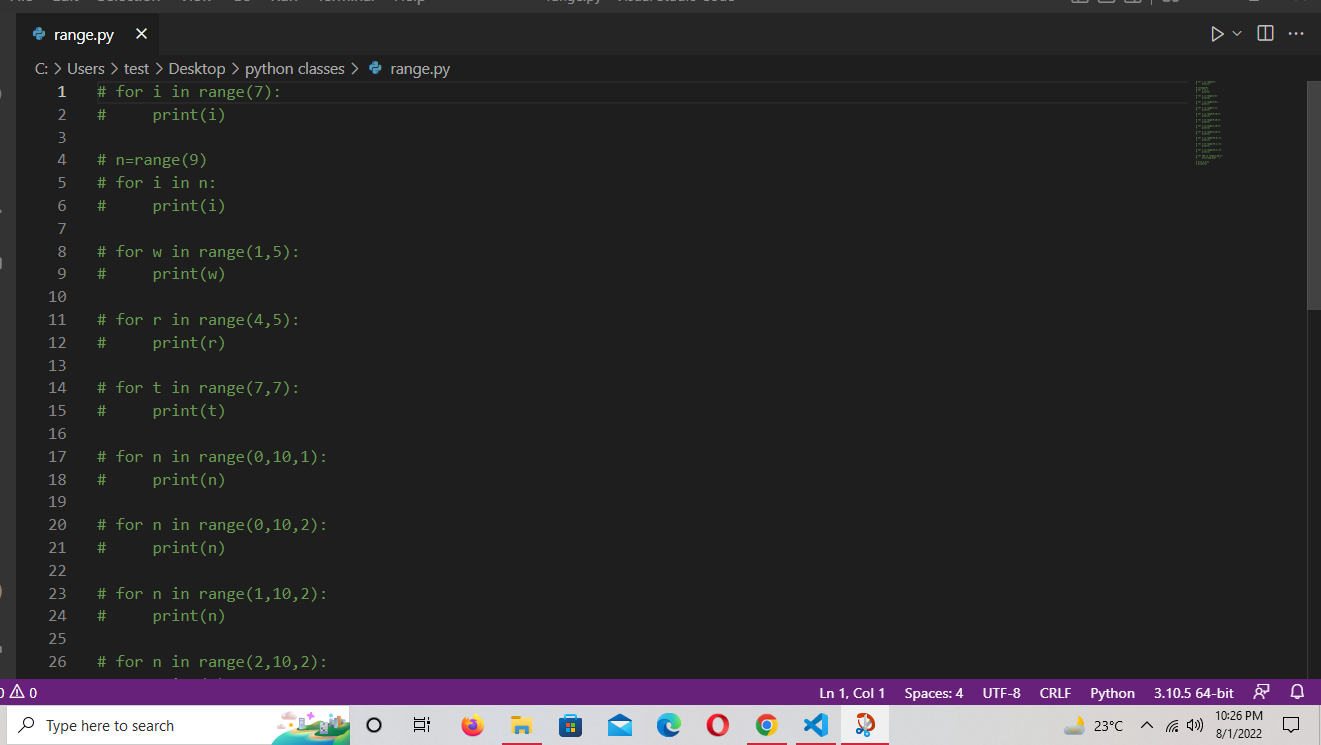 range.py
C: > Users > test > Desktop > python classes > range.py
1 # for i in range(7):
2 #     print(i)
3
4 # n=range(9)
5 # for i in n:
6 #     print(i)
7
8 # for w in range(1,5):
9 #     print(w)
10
11 # for r in range(4,5):
12 #     print(r)
13
14 # for t in range(7,7):
15 #     print(t)
16
17 # for n in range(0,10,1):
18 #     print(n)
19
20 # for n in range(0,10,2):
21 #     print(n)
22
23 # for n in range(1,10,2):
24 #     print(n)
25
26 # for n in range(2,10,2):
0 Ln 1, Col 1 Spaces: 4 UTF-8 CRLF Python 3.10.5 64-bit
Type here to search
23°C
10:26 PM
8/1/2022